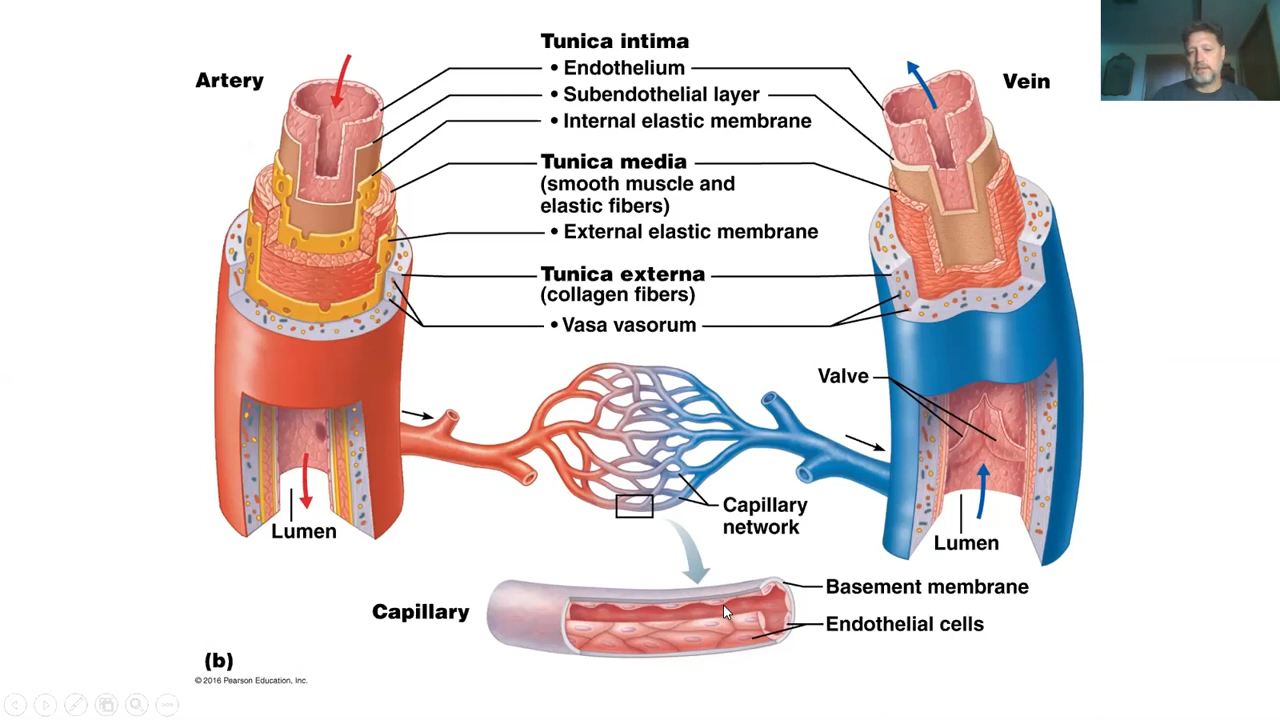 Tunica intima
Artery
• Endothelium
Vein
• Subendothelial layer
• Internal elastic membrane
Tunica media
(smooth muscle and
elastic fibers)
• External elastic membrane
Tunica externa
(collagen fibers)
• Vasa vasorum
Valve
Capillary
network
Lumen
Lumen
Basement membrane
Capillary
Endothelial cells
(b)
© 2016 Pearson Education, Inc.